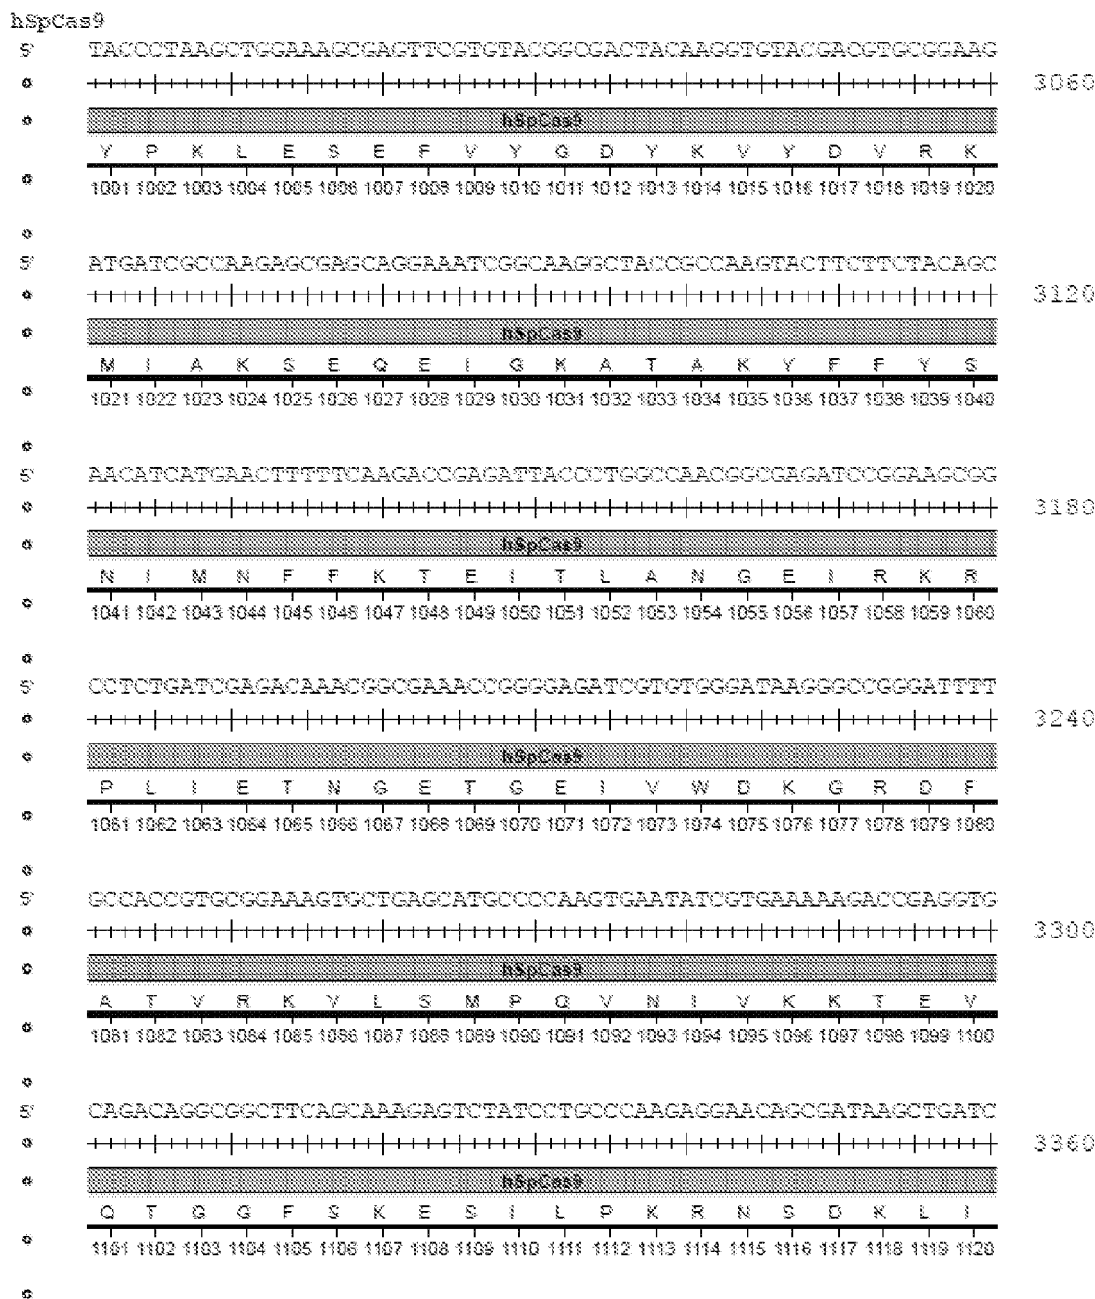 hSpCas9
5' TACCCTAAGCTGGAAAGCGAGTTCGTGTACGGCGACTACAAGGTGTACGACGTGCGGAAG
3060
hSpCas9
Y P K L E S E F V Y G D Y K V Y D V R K
1001 1002 1003 1004 1005 1006 1007 1008 1009 1010 1011 1012 1013 1014 1015 1016 1017 1018 1019 1020
5' ATGATCGCCAAGAGCGAGCAGGAAATCGGCAAGGCTACCGCCAAGTACTTCTTCTACAGC
3120
hSpCas9
M I A K S E Q E I G K A T A K Y F F Y S
1021 1022 1023 1024 1025 1026 1027 1028 1029 1030 1031 1032 1033 1034 1035 1036 1037 1038 1039 1040
5' AACATCATGAACTTTTTCAAGACCGAGATTACCCTGGCCAACGGCGAGATCCGGAAGCGG
3180
hSpCas9
N I M N F F K T E I T L A N G E I R K R
1041 1042 1043 1044 1045 1046 1047 1048 1049 1050 1051 1052 1053 1054 1055 1056 1057 1058 1059 1060
5' CCTCTGATCGAGACAAACGGCGAAACCGGGGAGATCGTGTGGGATAAGGGCCGGGATTTT
3240
hSpCas9
P L I E T N G E T G E I V W D K G R D F
1061 1062 1063 1064 1065 1066 1067 1068 1069 1070 1071 1072 1073 1074 1075 1076 1077 1078 1079 1080
5' GCCACCGTGCGGAAAGTGCTGAGCATGCCCCAAGTGAATATCGTGAAAAAGACCGAGGTG
3300
hSpCas9
A T V R K V L S M P Q V N I V K K T E V
1081 1082 1083 1084 1085 1086 1087 1088 1089 1090 1091 1092 1093 1094 1095 1096 1097 1098 1099 1100
5' CAGACAGGCGGCTTCAGCAAAGAGTCTATCCTGCCCAAGAGGAACAGCGATAAGCTGATC
3360
hSpCas9
Q T G G F S K E S I L P K R N S D K L I
1101 1102 1103 1104 1105 1106 1107 1108 1109 1110 1111 1112 1113 1114 1115 1116 1117 1118 1119 1120